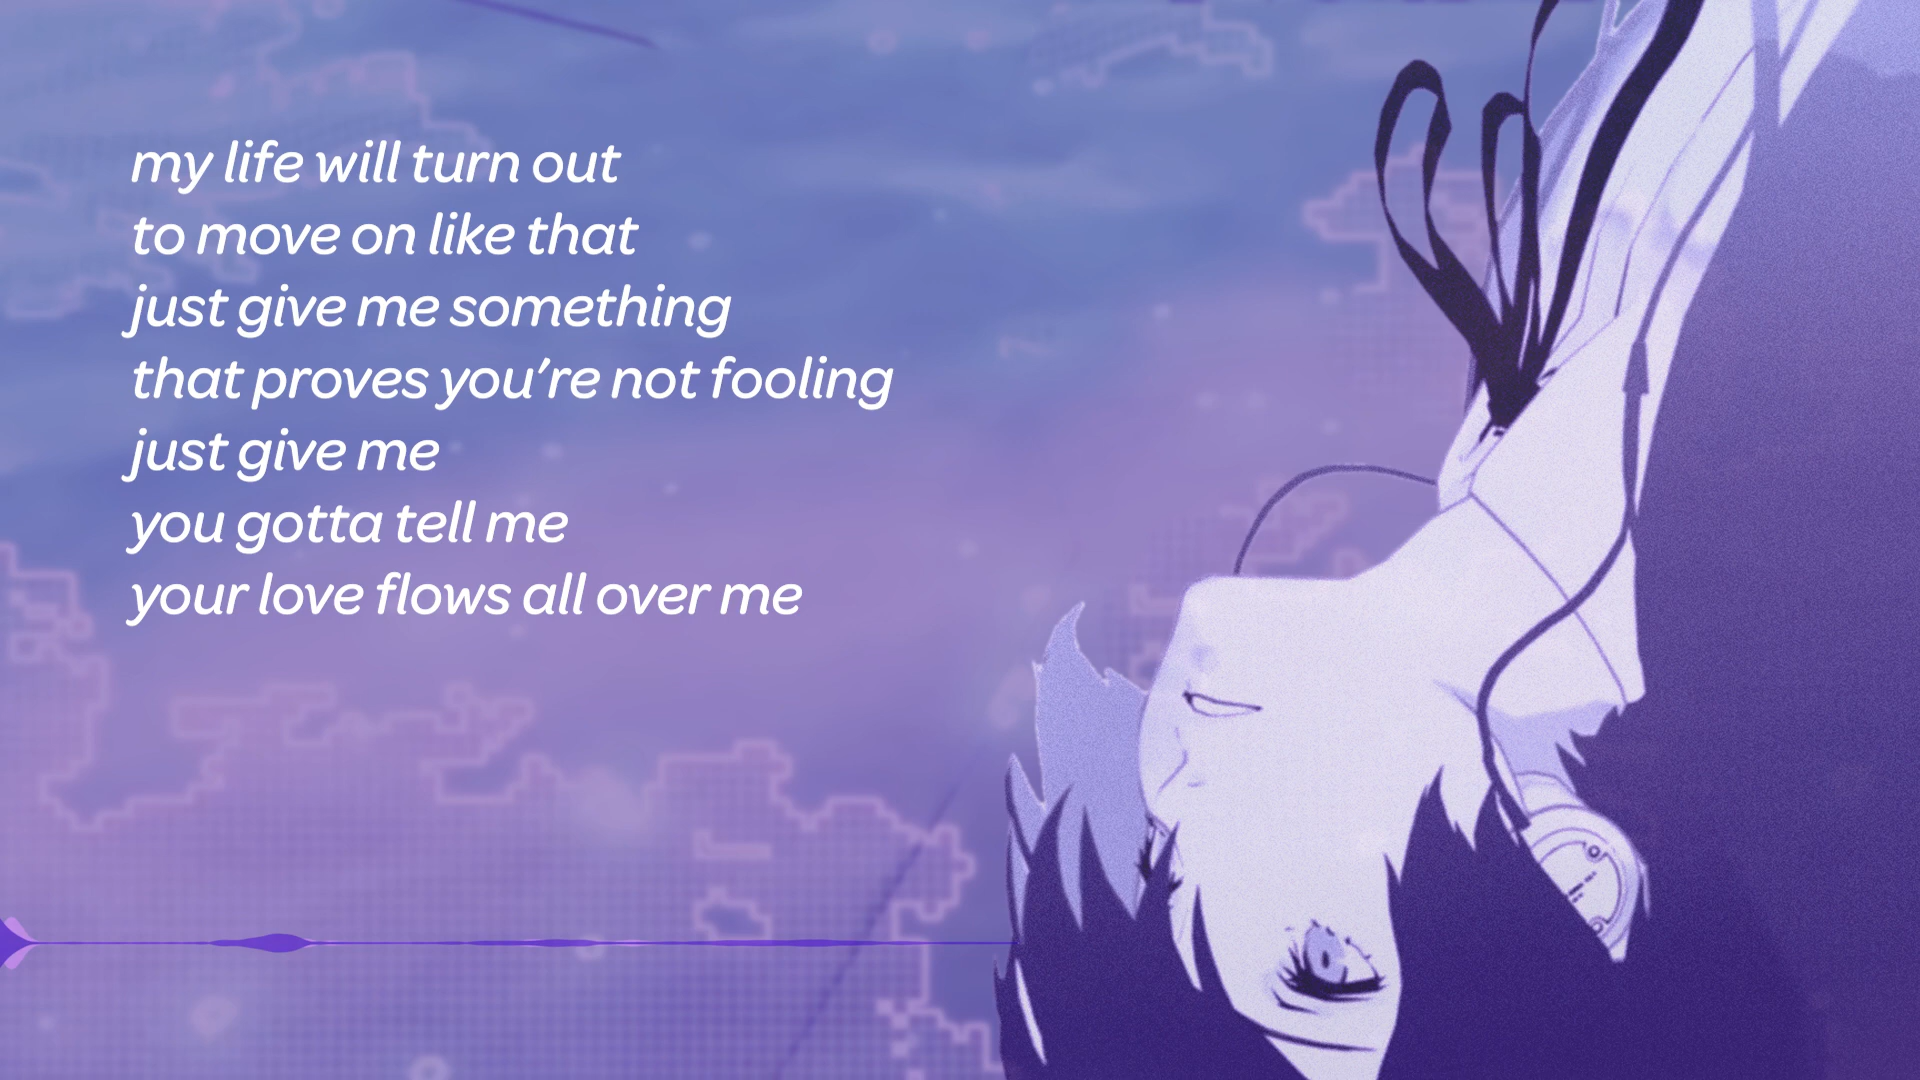 my life will turn out
to move on like that
just give me something
that proves you're not fooling
just give me
you gotta tell me
your love flows all over me